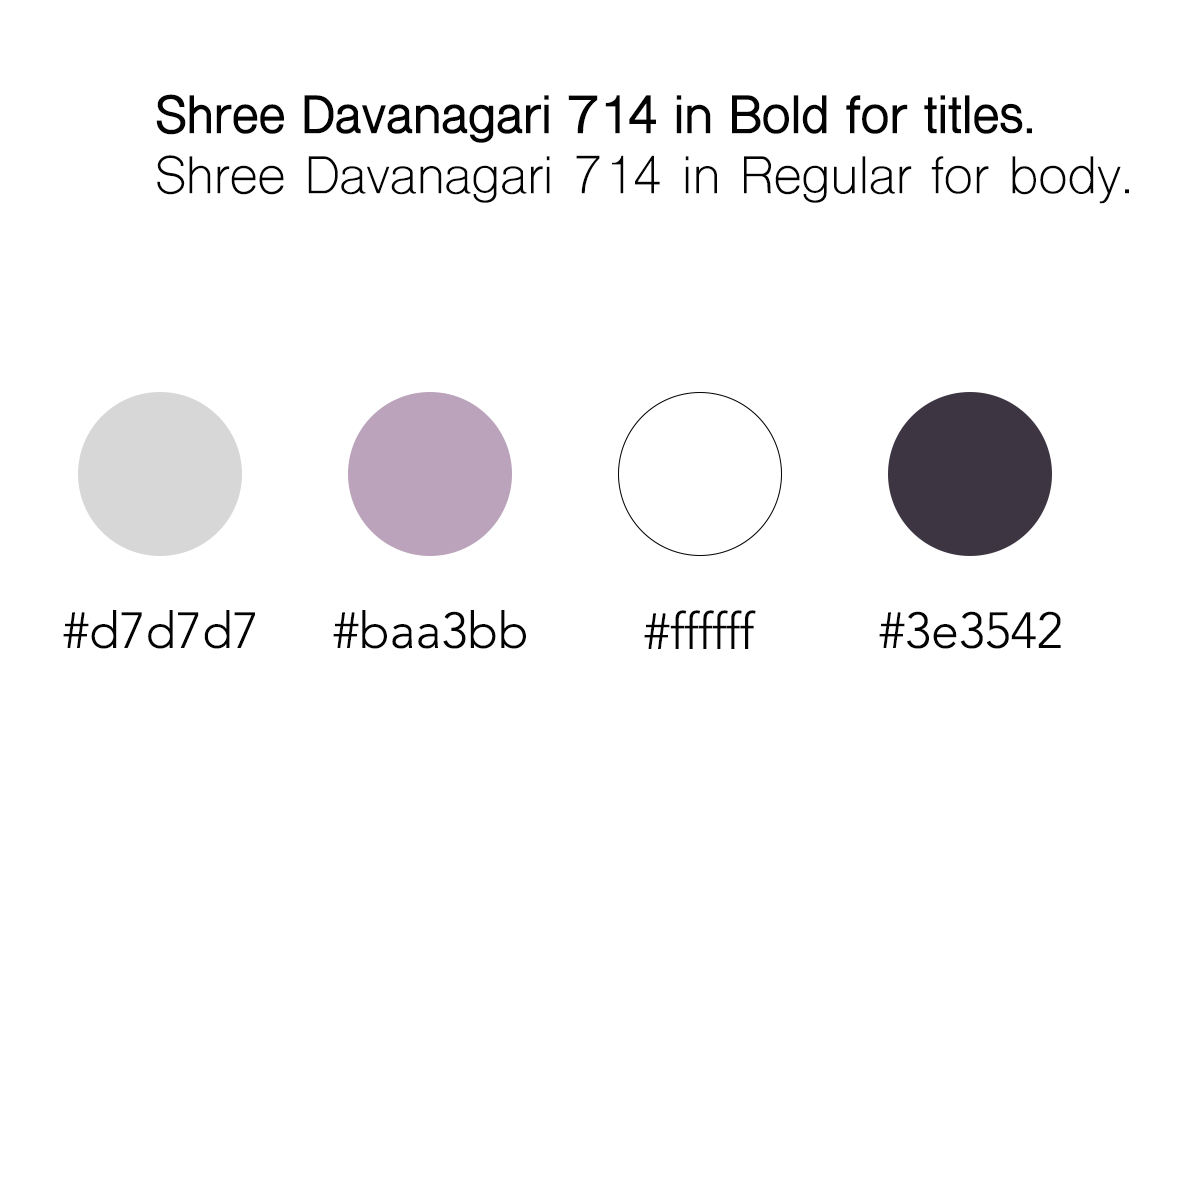 Shree Davanagari 714 in Bold for titles.
Shree Davanagari 714 in Regular for body.
#d7d7d7 #baa3bb #ffffff #3e3542